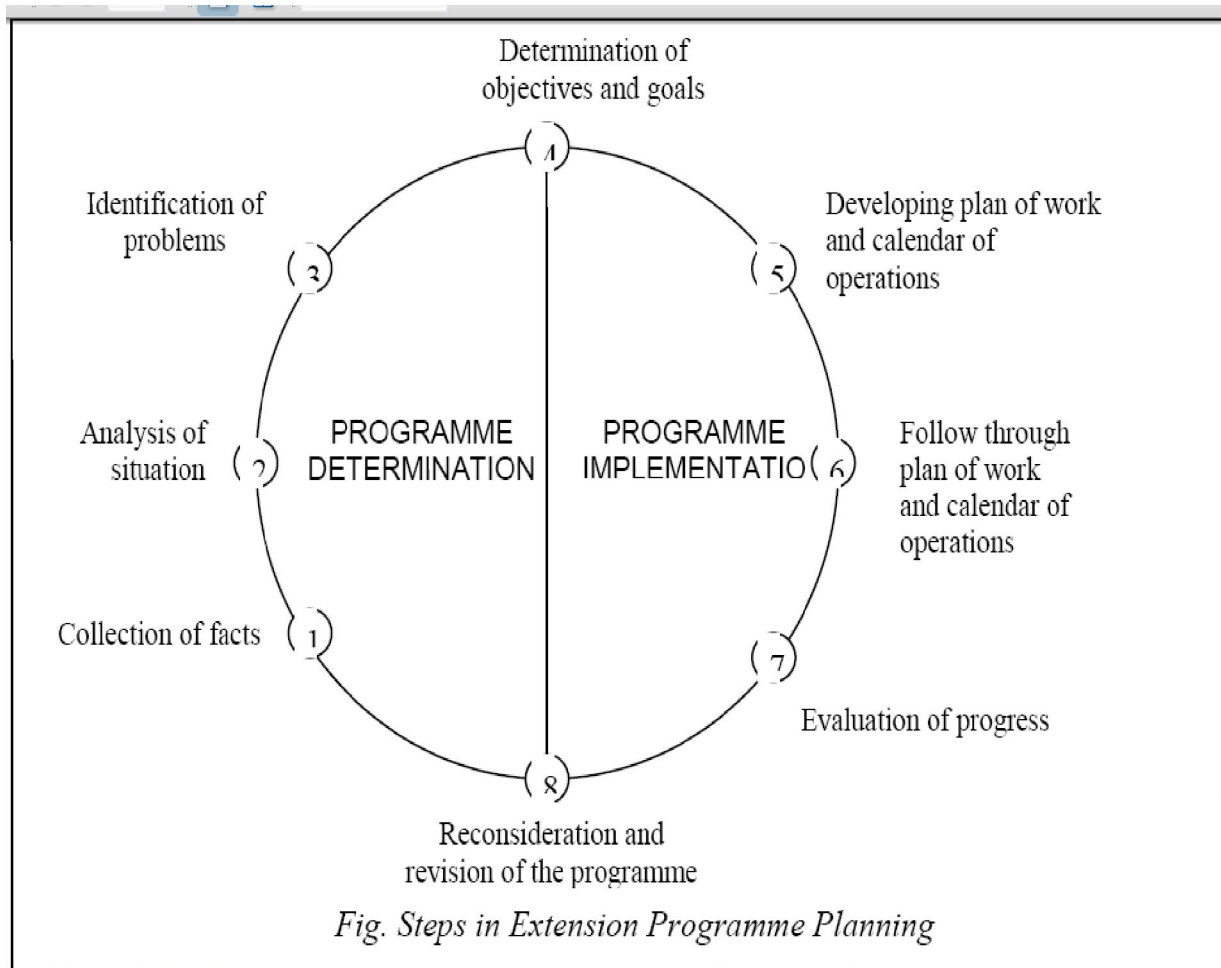 Determination of
objectives and goals
4
Identification of
problems
3
Developing plan of work
and calendar of
operations
5
Analysis of
situation
2
PROGRAMME
DETERMINATION
PROGRAMME
IMPLEMENTATIO
6
Follow through
plan of work
and calendar of
operations
Collection of facts
1
7
Evaluation of progress
8
Reconsideration and
revision of the programme
Fig. Steps in Extension Programme Planning